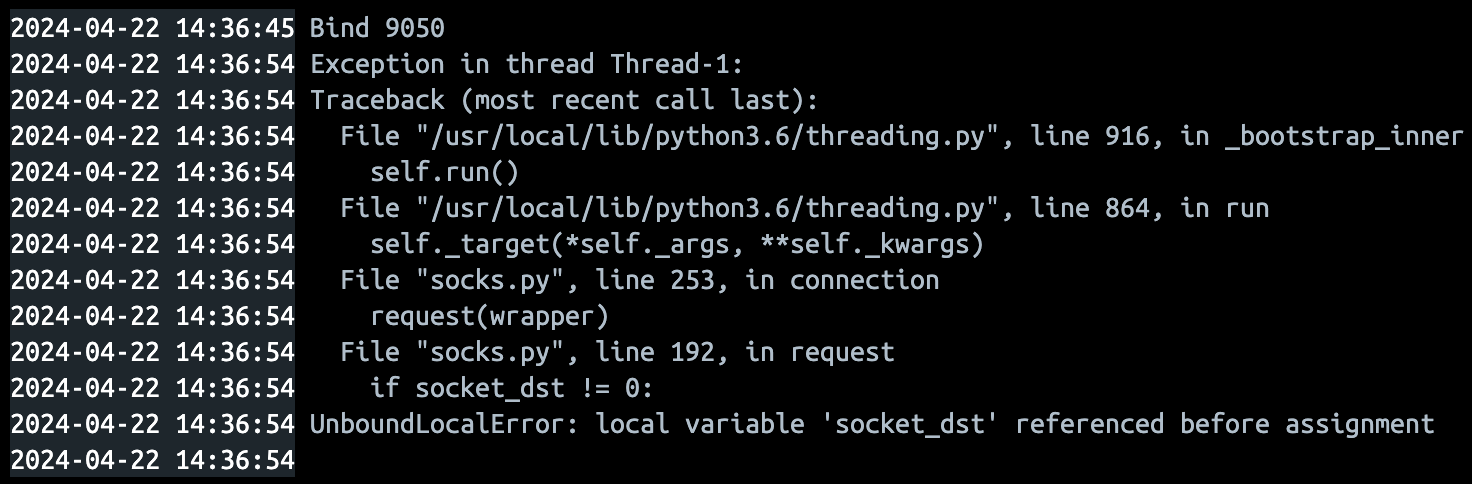 2024-04-22 14:36:45 Bind 9050
2024-04-22 14:36:54 Exception in thread Thread-1:
2024-04-22 14:36:54 Traceback (most recent call last):
2024-04-22 14:36:54   File "/usr/local/lib/python3.6/threading.py", line 916, in _bootstrap_inner
2024-04-22 14:36:54     self.run()
2024-04-22 14:36:54   File "/usr/local/lib/python3.6/threading.py", line 864, in run
2024-04-22 14:36:54     self._target(*self._args, **self._kwargs)
2024-04-22 14:36:54   File "socks.py", line 253, in connection
2024-04-22 14:36:54     request(wrapper)
2024-04-22 14:36:54   File "socks.py", line 192, in request
2024-04-22 14:36:54     if socket_dst != 0:
2024-04-22 14:36:54 UnboundLocalError: local variable 'socket_dst' referenced before assignment
2024-04-22 14:36:54